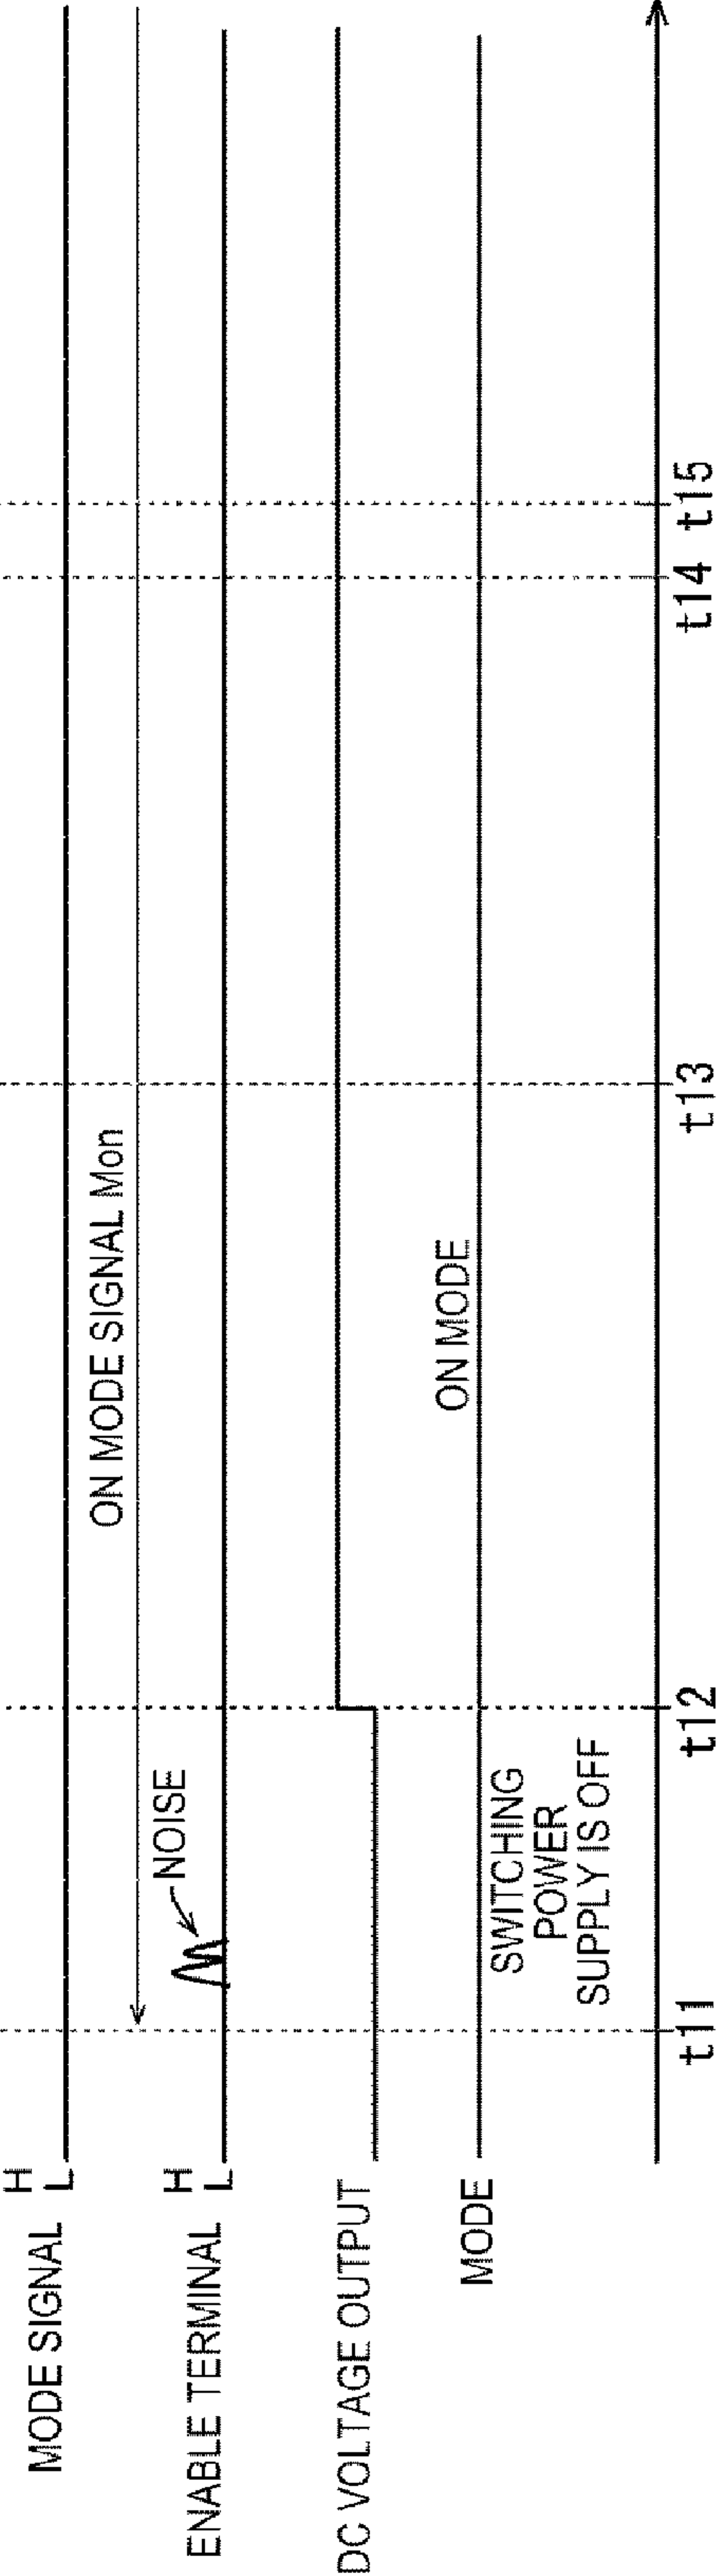 MODE SIGNAL
H
L
ON MODE SIGNAL Mon
ENABLE TERMINAL
H
L
NOISE
DC VOLTAGE OUTPUT
MODE
ON MODE
SWITCHING
POWER
SUPPLY IS OFF
t11
t12
t13
t14
t15